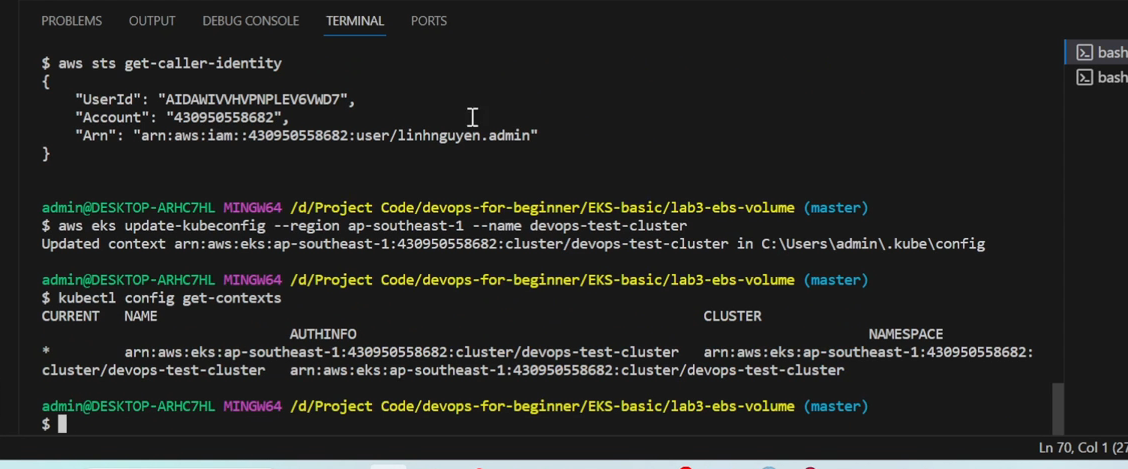 PROBLEMS OUTPUT DEBUG CONSOLE TERMINAL PORTS
$ aws sts get-caller-identity
{
    "UserId": "AIDAWIVVHVPNPLEV6VWD7",
    "Account": "430950558682",
    "Arn": "arn:aws:iam::430950558682:user/linhnguyen.admin"
}
admin@DESKTOP-ARHC7HL MINGW64 /d/Project Code/devops-for-beginner/EKS-basic/lab3-ebs-volume (master)
$ aws eks update-kubeconfig --region ap-southeast-1 --name devops-test-cluster
Updated context arn:aws:eks:ap-southeast-1:430950558682:cluster/devops-test-cluster in C:\Users\admin\.kube\config
admin@DESKTOP-ARHC7HL MINGW64 /d/Project Code/devops-for-beginner/EKS-basic/lab3-ebs-volume (master)
$ kubectl config get-contexts
CURRENT   NAME                                                                 CLUSTER
                              AUTHINFO                                                              NAMESPACE
*         arn:aws:eks:ap-southeast-1:430950558682:cluster/devops-test-cluster   arn:aws:eks:ap-southeast-1:430950558682:
cluster/devops-test-cluster   arn:aws:eks:ap-southeast-1:430950558682:cluster/devops-test-cluster
admin@DESKTOP-ARHC7HL MINGW64 /d/Project Code/devops-for-beginner/EKS-basic/lab3-ebs-volume (master)
$
bash
bash
Ln 70, Col 1 (27